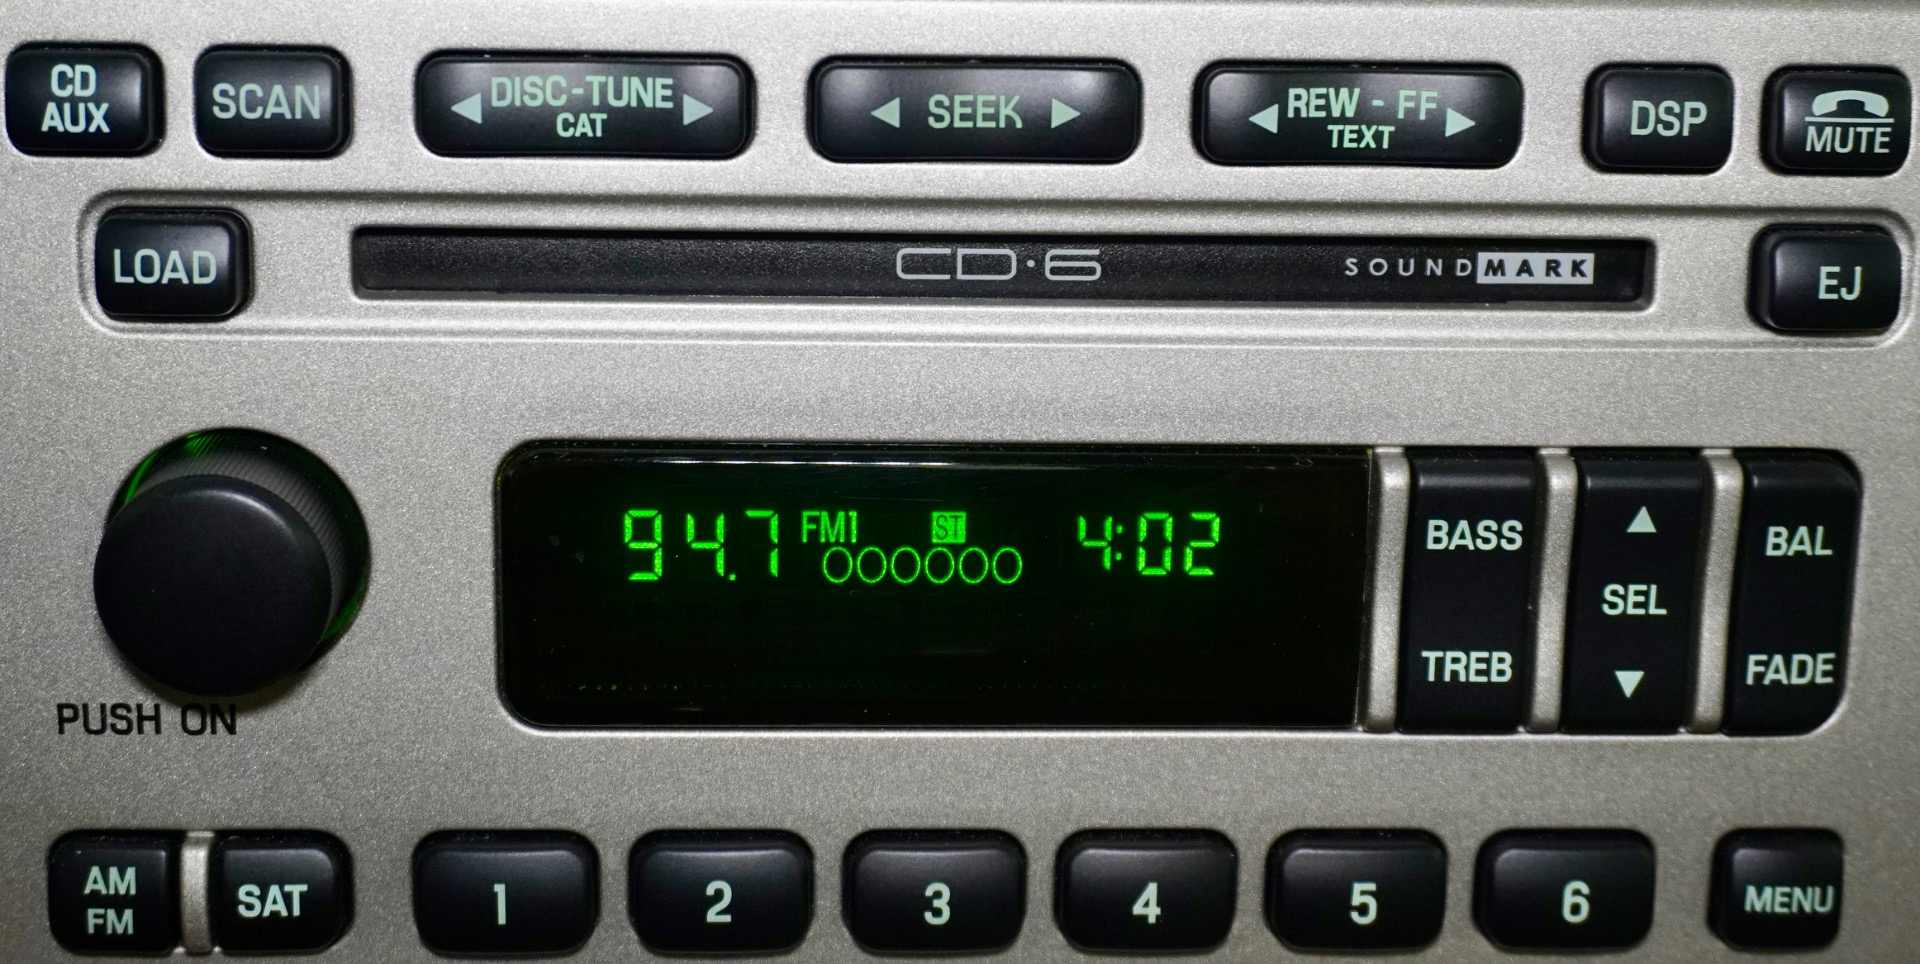 CD
AUX
SCAN
DISC-TUNE
CAT
SEEK
REW - FF
TEXT
DSP
MUTE
LOAD
CD·6
SOUNDMARK
EJ
94.7 FM1 ST 4:02
BASS
TREB
SEL
BAL
FADE
PUSH ON
AM
FM
SAT
1
2
3
4
5
6
MENU